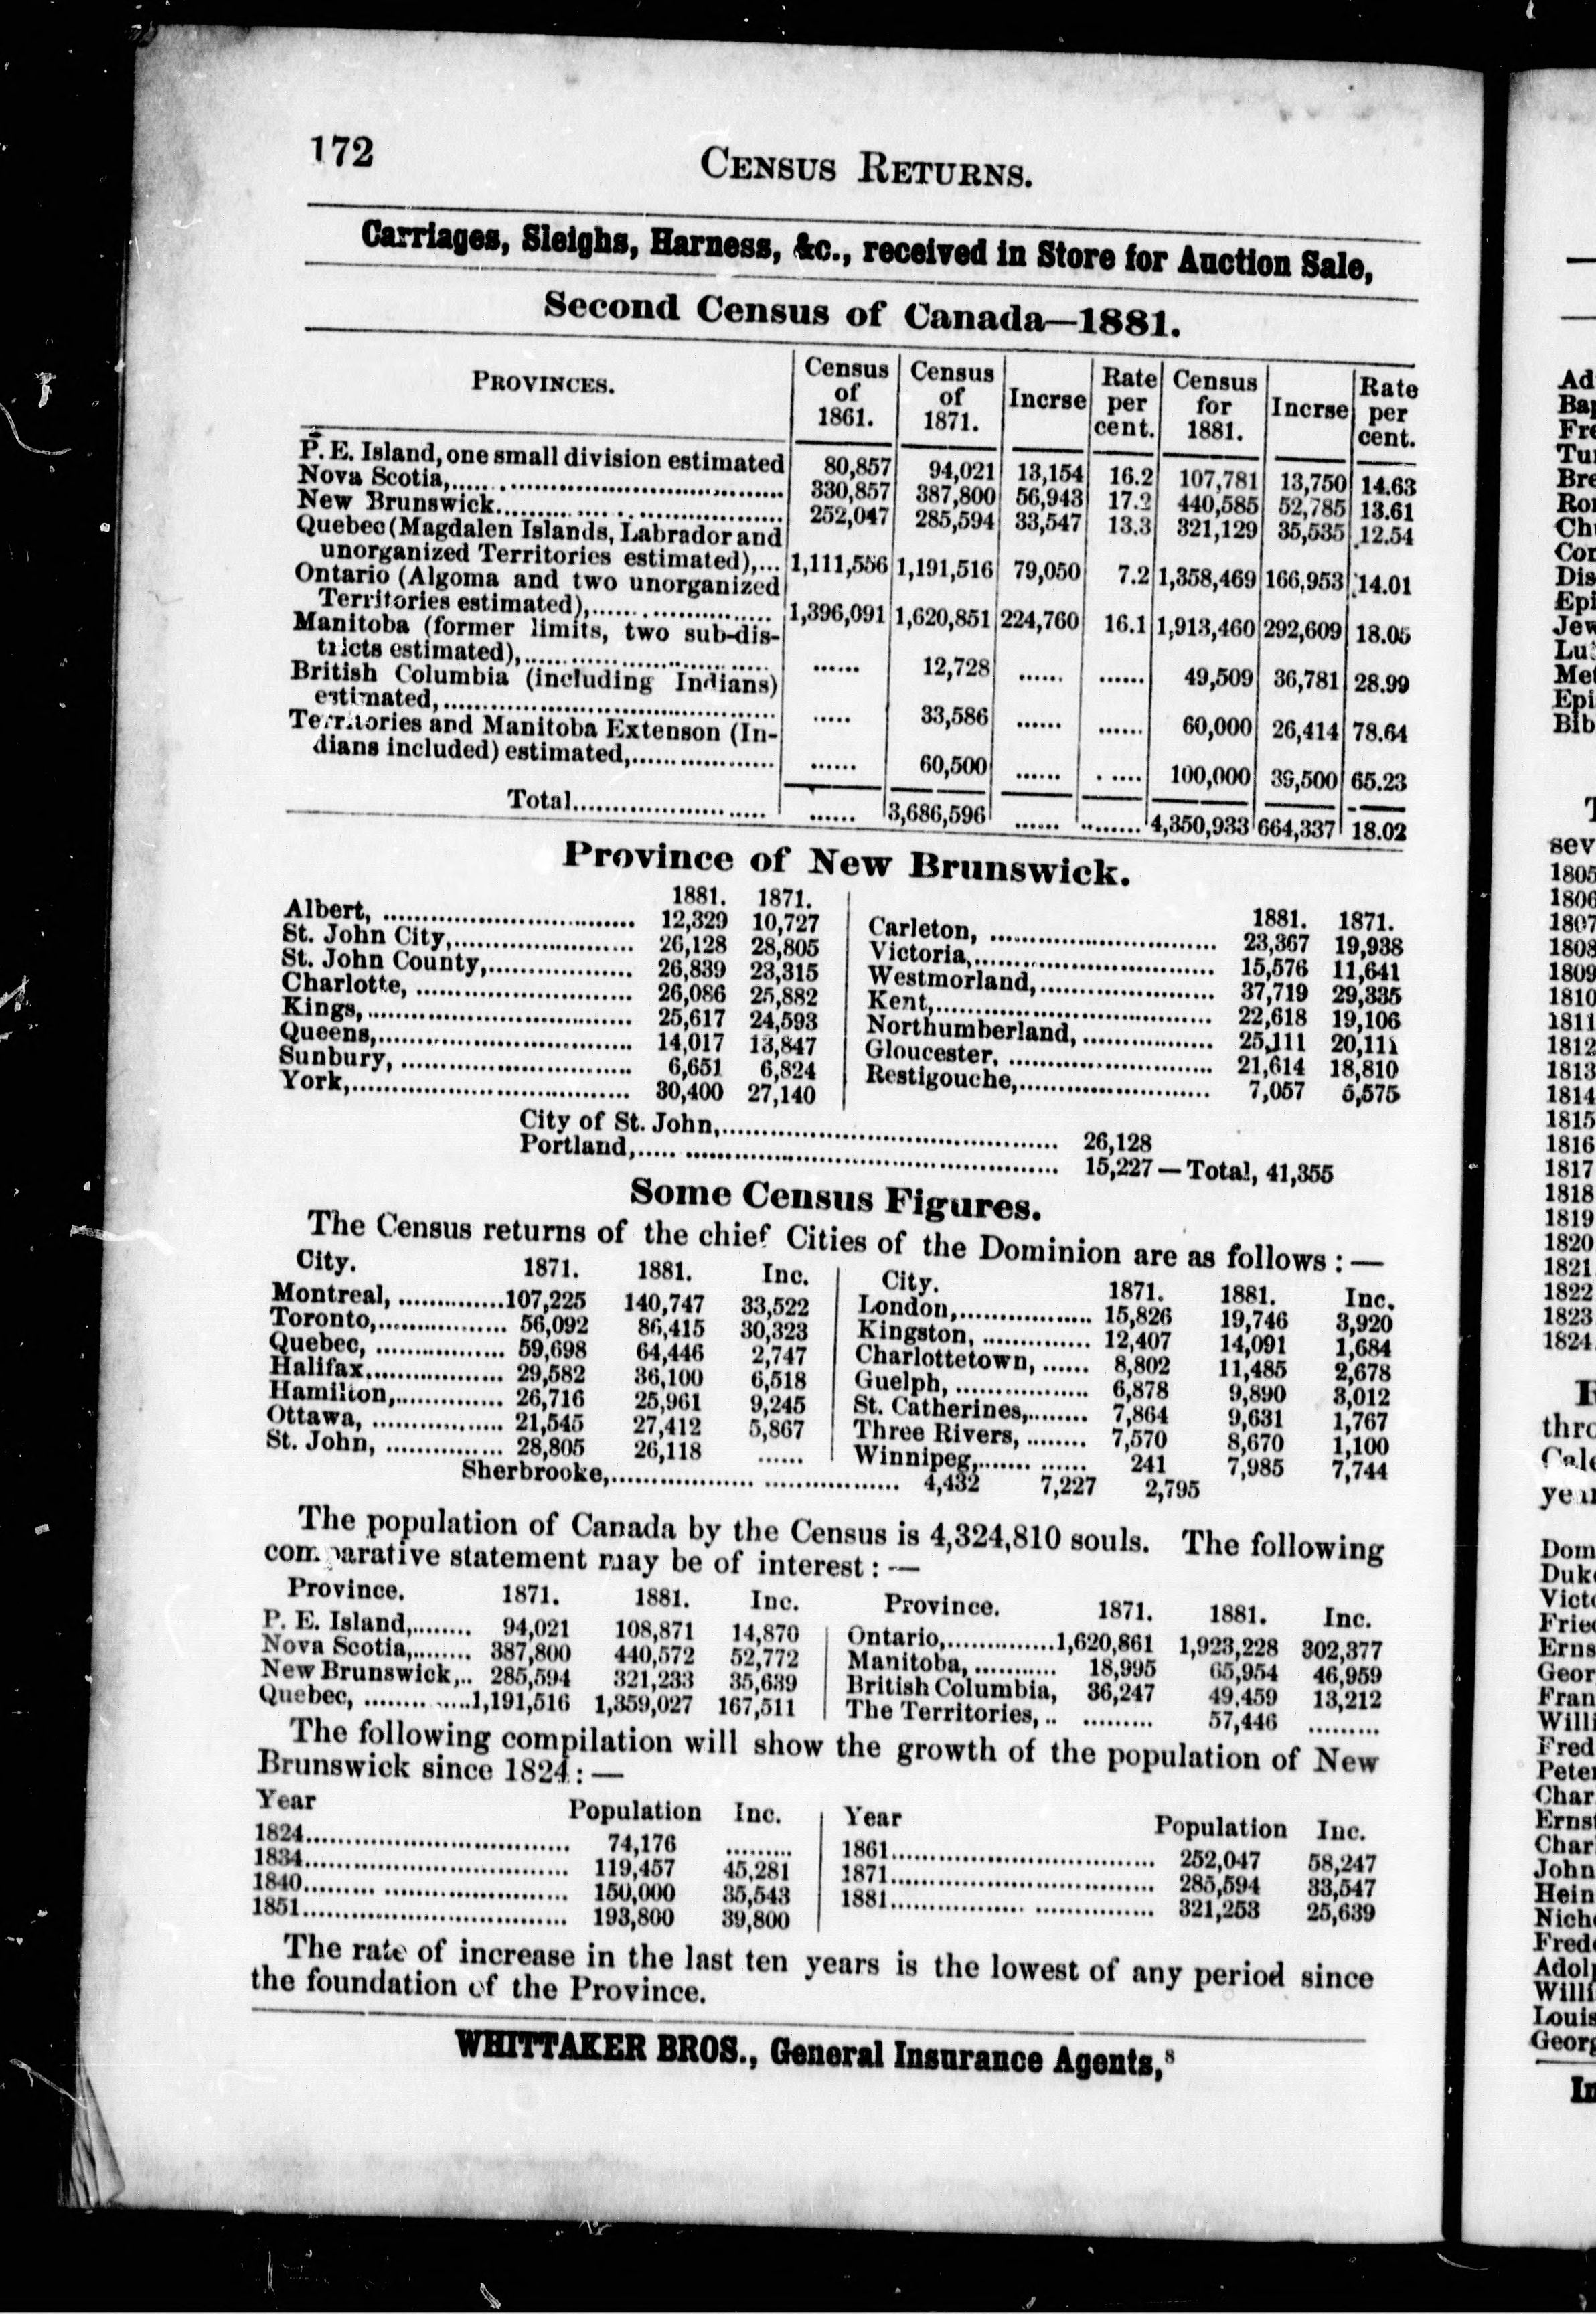 172
CENSUS RETURNS.
Carriages, Sleighs, Harness, &c., received in Store for Auction Sale,
Second Census of Canada—1881.
PROVINCES. Census of 1861. Census of 1871. Incrse Rate per cent. Census for 1881. Incrse Rate per cent.
P. E. Island, one small division estimated 80,857 94,021 13,154 16.2 107,781 13,750 14.63
Nova Scotia,........ 330,857 387,800 56,943 17.2 440,585 52,785 13.61
New Brunswick........ 252,047 285,594 33,547 13.3 321,129 35,535 12.54
Quebec (Magdalen Islands, Labrador and
unorganized Territories estimated),... 1,111,556 1,191,516 79,050 7.2 1,358,469 166,953 14.01
Ontario (Algoma and two unorganized
Territories estimated),........ 1,396,091 1,620,851 224,760 16.1 1,913,460 292,609 18.05
Manitoba (former limits, two sub-dis-
tricts estimated),........ ...... 12,728 ...... ...... 49,509 36,781 28.99
British Columbia (including Indians)
estimated,........ ...... 33,586 ...... ...... 60,000 26,414 78.64
Territories and Manitoba Extenson (In-
dians included) estimated,........ ...... 60,500 ...... ...... 100,000 39,500 65.23
Total........ ...... 3,686,596 ...... ........ 4,350,933 664,337 18.02
Province of New Brunswick.
1881. 1871.
Albert, ........ 12,329 10,727
St. John City,........ 26,128 28,805
St. John County,........ 26,839 23,315
Charlotte, ........ 26,086 25,882
Kings,........ 25,617 24,593
Queens,........ 14,017 13,847
Sunbury, ........ 6,651 6,824
York,........ 30,400 27,140
1881. 1871.
Carleton, ........ 23,367 19,938
Victoria,........ 15,576 11,641
Westmorland,........ 37,719 29,335
Kent,........ 22,618 19,106
Northumberland,........ 25,111 20,111
Gloucester, ........ 21,614 18,810
Restigouche,........ 7,057 5,575
City of St. John,........ 26,128
Portland,........ 15,227 — Total, 41,355
Some Census Figures.
The Census returns of the chief Cities of the Dominion are as follows : —
City. 1871. 1881. Inc.
Montreal, ........ 107,225 140,747 33,522
Toronto,........ 56,092 86,415 30,323
Quebec, ........ 59,698 64,446 2,747
Halifax........ 29,582 36,100 6,518
Hamilton,........ 26,716 25,961 9,245
Ottawa, ........ 21,545 27,412 5,867
St. John, ........ 28,805 26,118 ......
City. 1871. 1881. Inc.
London,........ 15,826 19,746 3,920
Kingston, ........ 12,407 14,091 1,684
Charlottetown, ...... 8,802 11,485 2,678
Guelph, ........ 6,878 9,890 3,012
St. Catherines,........ 7,864 9,631 1,767
Three Rivers, ........ 7,570 8,670 1,100
Winnipeg,........ 241 7,985 7,744
Sherbrooke,........ 4,432 7,227 2,795
The population of Canada by the Census is 4,324,810 souls. The following
comparative statement may be of interest : —
Province. 1871. 1881. Inc.
P. E. Island,........ 94,021 108,871 14,870
Nova Scotia,........ 387,800 440,572 52,772
New Brunswick,.. 285,594 321,233 35,639
Quebec, ........ 1,191,516 1,359,027 167,511
Province. 1871. 1881. Inc.
Ontario,........ 1,620,861 1,923,228 302,377
Manitoba, ........ 18,995 65,954 46,959
British Columbia, 36,247 49,459 13,212
The Territories, .. ......... 57,446 .........
The following compilation will show the growth of the population of New
Brunswick since 1824 : —
Year Population Inc.
1824........ 74,176 .........
1834........ 119,457 45,281
1840........ 150,000 35,543
1851........ 193,800 39,800
Year Population Inc.
1861........ 252,047 58,247
1871........ 285,594 33,547
1881........ 321,253 25,639
The rate of increase in the last ten years is the lowest of any period since
the foundation of the Province.
WHITTAKER BROS., General Insurance Agents,⁸
sev
1805
1806
1807
1808
1809
1810
1811
1812
1813
1814
1815
1816
1817
1818
1819
1820
1821
1822
1823
1824